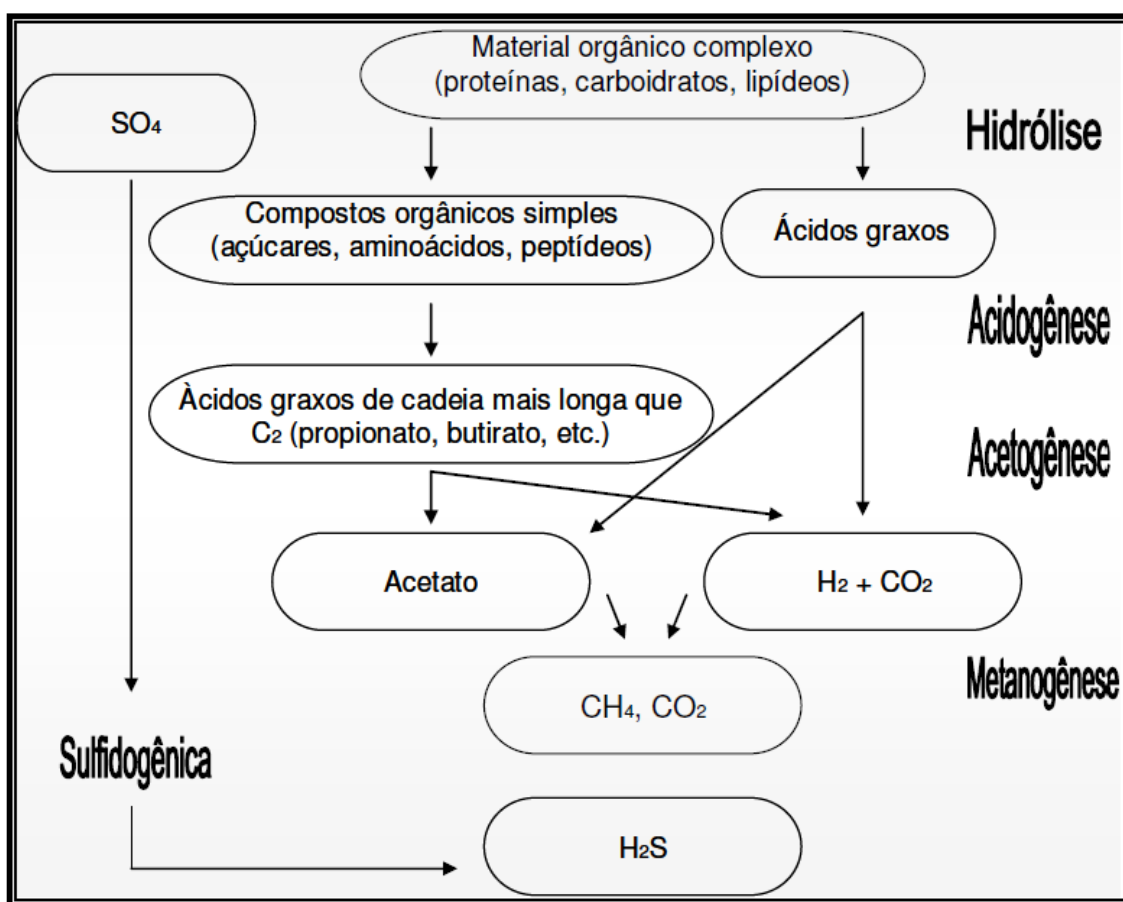 Material orgânico complexo
(proteínas, carboidratos, lipídeos)
SO₄
Hidrólise
Compostos orgânicos simples
(açúcares, aminoácidos, peptídeos)
Ácidos graxos
Acidogênese
Àcidos graxos de cadeia mais longa que
C₂ (propionato, butirato, etc.)
Acetogênese
Acetato
H₂ + CO₂
Metanogênese
CH₄, CO₂
Sulfidogênica
H₂S